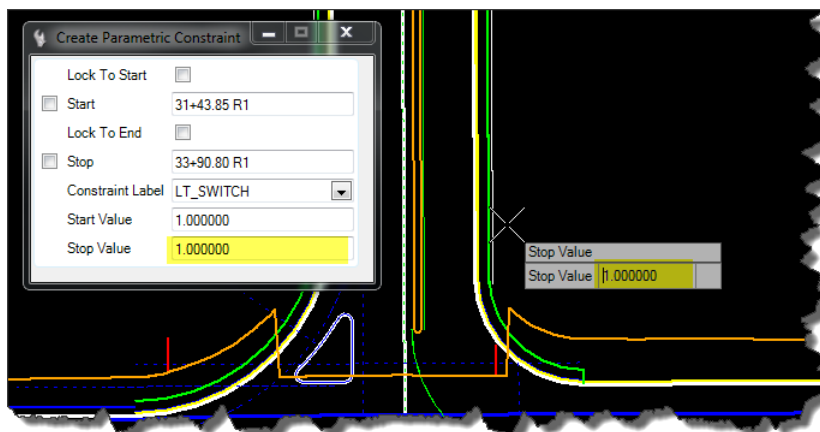 Create Parametric Constraint
Lock To Start
Start 31+43.85 R1
Lock To End
Stop 33+90.80 R1
Constraint Label LT_SWITCH
Start Value 1.000000
Stop Value 1.000000
Stop Value
Stop Value 1.000000